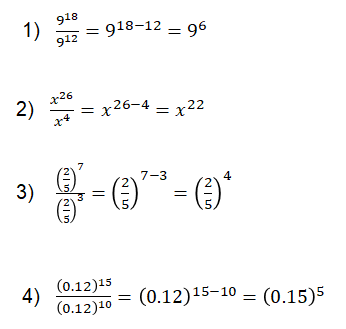 1) 9^18/9^12 = 9^(18−12) = 9^6
2) x^26/x^4 = x^(26−4) = x^22
3) (2/5)^7/(2/5)^3 = (2/5)^(7−3) = (2/5)^4
4) (0.12)^15/(0.12)^10 = (0.12)^(15−10) = (0.15)^5